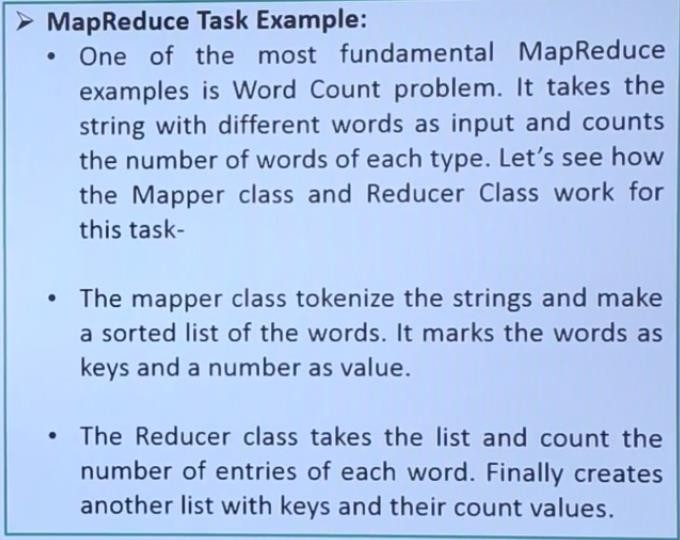 ➤ MapReduce Task Example:
• One of the most fundamental MapReduce
examples is Word Count problem. It takes the
string with different words as input and counts
the number of words of each type. Let's see how
the Mapper class and Reducer Class work for
this task-
• The mapper class tokenize the strings and make
a sorted list of the words. It marks the words as
keys and a number as value.
• The Reducer class takes the list and count the
number of entries of each word. Finally creates
another list with keys and their count values.